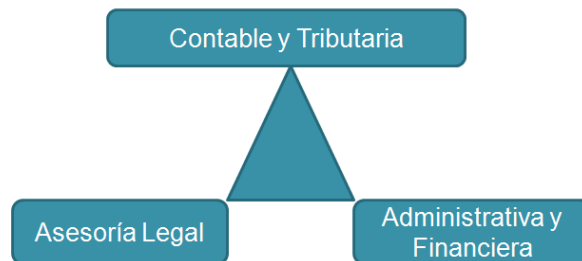 Contable y Tributaria
Asesoría Legal
Administrativa y
Financiera